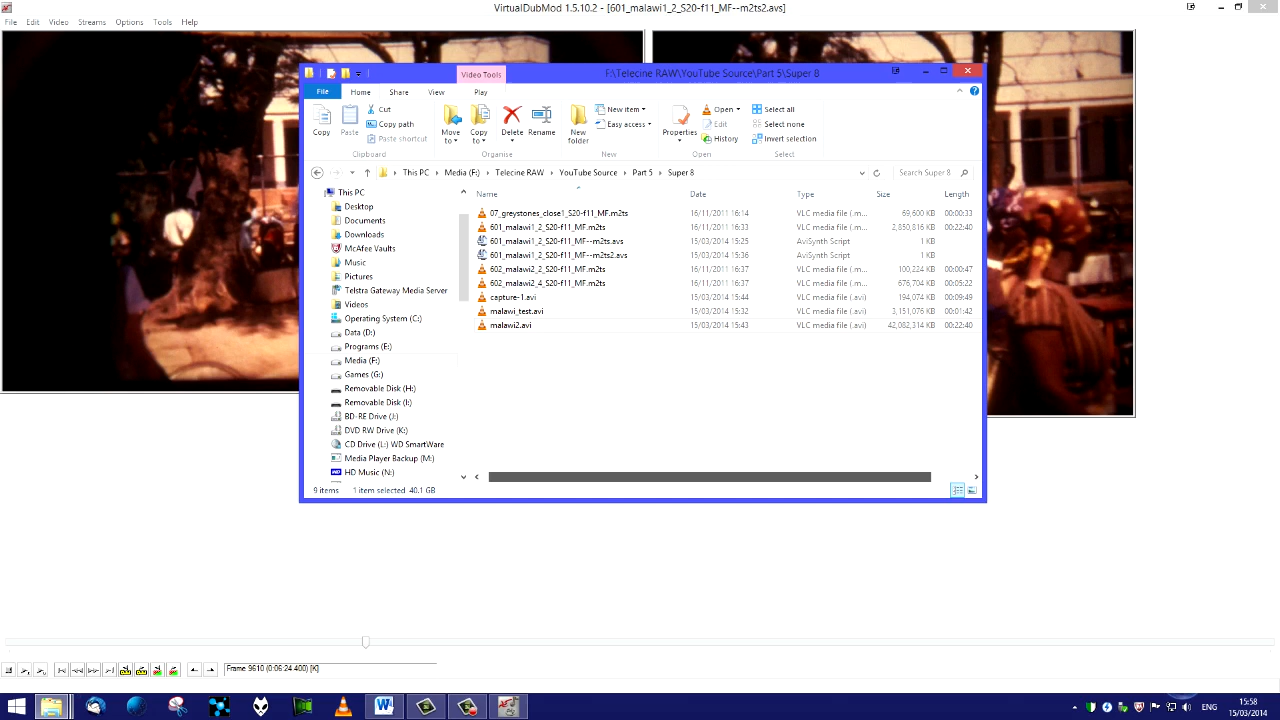 VirtualDubMod 1.5.10.2 - [601_malawi1_2_S20-f11_MF--m2ts2.avs]
File Edit Video Streams Options Tools Help
Video Tools F:\Telecine RAW\YouTube Source\Part 5\Super 8
File Home Share View Play
Copy Paste Cut Copy path Paste shortcut Move to Copy to Delete Rename New folder New item Easy access Properties Open Edit History Select all Select none Invert selection
Clipboard Organise New Open Select
This PC Media (F:) Telecine RAW YouTube Source Part 5 Super 8 Search Super 8
Name Date Type Size Length
This PC
Desktop
Documents
Downloads
McAfee Vaults
Music
Pictures
Telstra Gateway Media Server
Videos
Operating System (C:)
Data (D:)
Programs (E:)
Media (F:)
Games (G:)
Removable Disk (H:)
Removable Disk (I:)
BD-RE Drive (J:)
DVD RW Drive (K:)
CD Drive (L:) WD SmartWare
Media Player Backup (M:)
HD Music (N:)
07_greystones_close1_S20-f11_MF.m2ts 16/11/2011 16:14 VLC media file (.m... 69,600 KB 00:00:33
601_malawi1_2_S20-f11_MF.m2ts 16/11/2011 16:33 VLC media file (.m... 2,850,816 KB 00:22:40
601_malawi1_2_S20-f11_MF--m2ts.avs 15/03/2014 15:25 AviSynth Script 1 KB
601_malawi1_2_S20-f11_MF--m2ts2.avs 15/03/2014 15:36 AviSynth Script 1 KB
602_malawi2_2_S20-f11_MF.m2ts 16/11/2011 16:37 VLC media file (.m... 100,224 KB 00:00:47
602_malawi2_4_S20-f11_MF.m2ts 16/11/2011 16:37 VLC media file (.m... 676,704 KB 00:05:22
capture-1.avi 15/03/2014 15:44 VLC media file (.avi) 194,074 KB 00:09:49
malawi_test.avi 15/03/2014 15:32 VLC media file (.avi) 3,151,076 KB 00:01:42
malawi2.avi 15/03/2014 15:43 VLC media file (.avi) 42,082,314 KB 00:22:40
9 items 1 item selected 40.1 GB
Frame 9610 (0:06:24.400) [K]
ENG 15:58
15/03/2014